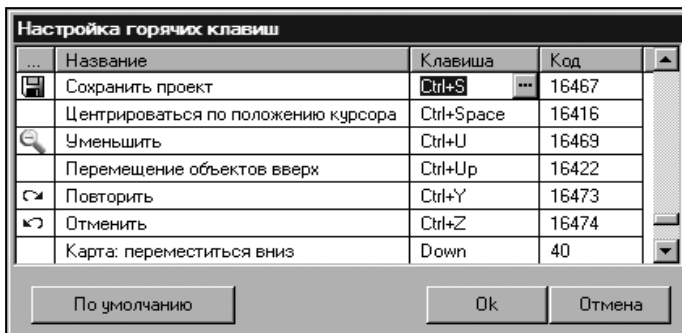 Настройка горячих клавиш
... Название Клавиша Код
Сохранить проект Ctrl+S ... 16467
Центрироваться по положению курсора Ctrl+Space 16416
Уменьшить Ctrl+U 16469
Перемещение объектов вверх Ctrl+Up 16422
Повторить Ctrl+Y 16473
Отменить Ctrl+Z 16474
Карта: переместиться вниз Down 40
По умолчанию Ok Отмена